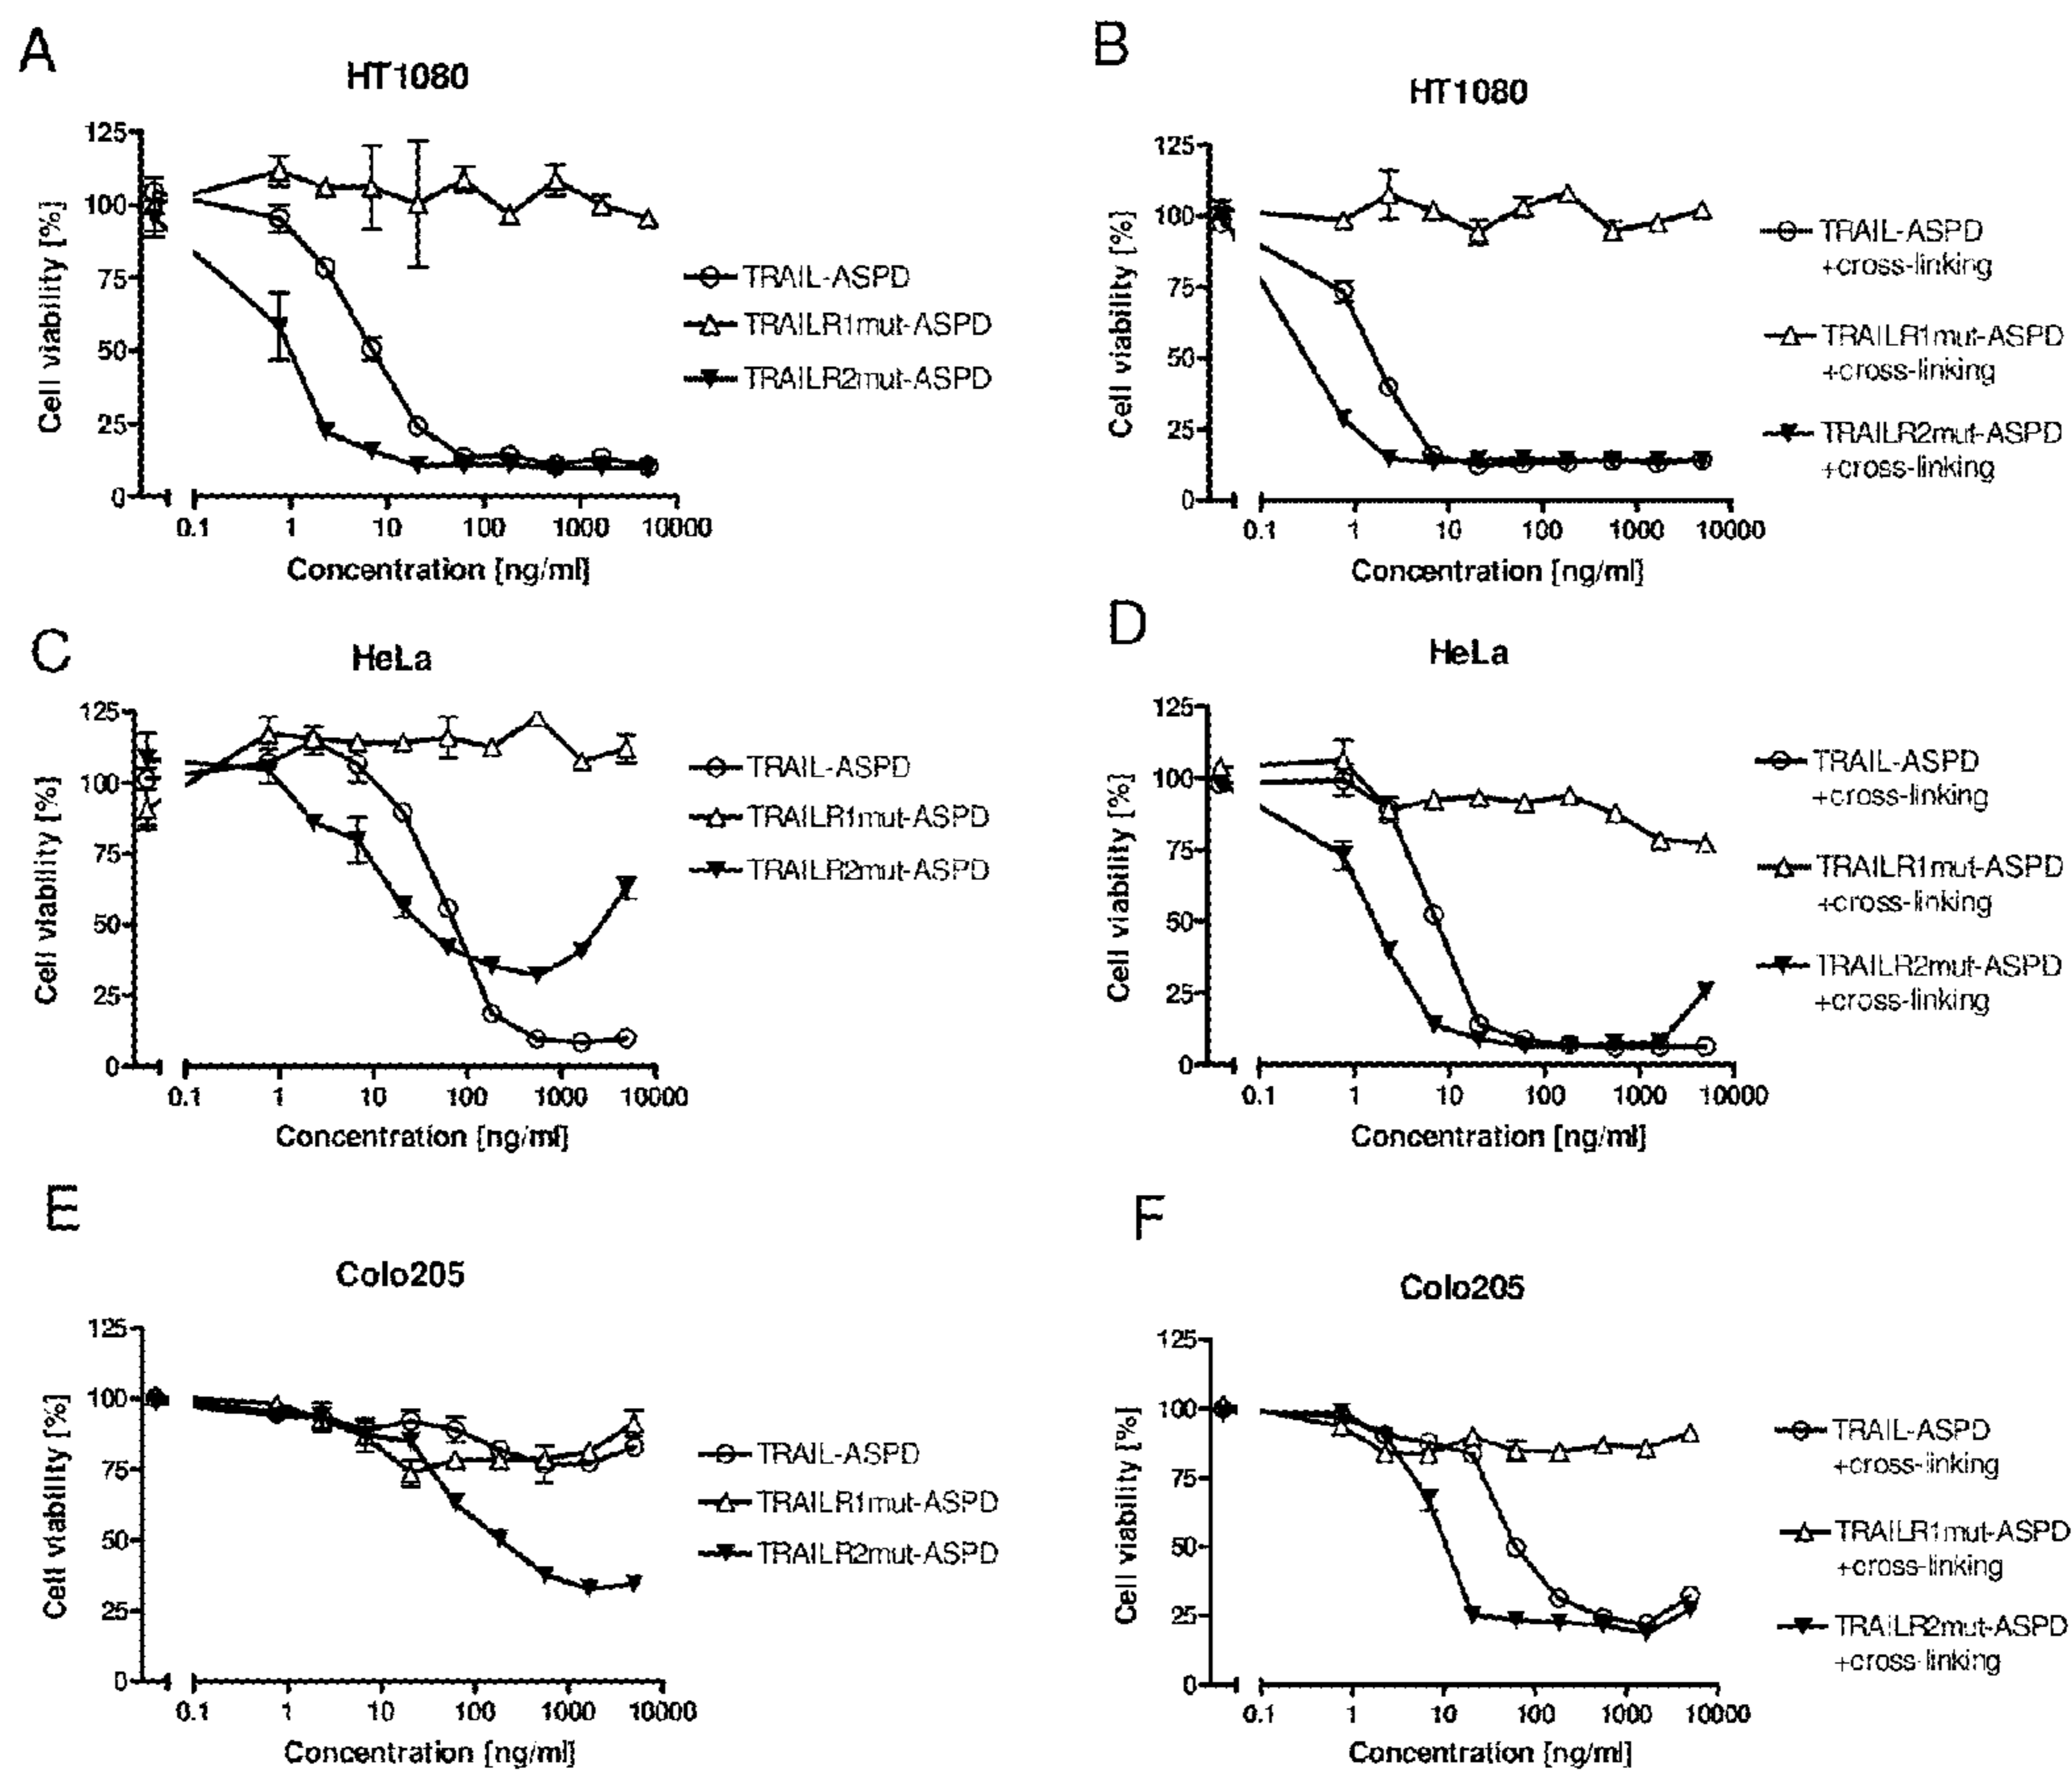 A
HT1080
125
100
75
50
25
0
Cell viability [%]
0.1 1 10 100 1000 10000
Concentration [ng/ml]
TRAIL-ASPD
TRAILR1mut-ASPD
TRAILR2mut-ASPD
B
HT1080
125
100
75
50
25
0
Cell viability [%]
0.1 1 10 100 1000 10000
Concentration [ng/ml]
TRAIL-ASPD
+cross-linking
TRAILR1mut-ASPD
+cross-linking
TRAILR2mut-ASPD
+cross-linking
C
HeLa
125
100
75
50
25
0
Cell viability [%]
0.1 1 10 100 1000 10000
Concentration [ng/ml]
TRAIL-ASPD
TRAILR1mut-ASPD
TRAILR2mut-ASPD
D
HeLa
125
100
75
50
25
0
Cell viability [%]
0.1 1 10 100 1000 10000
Concentration [ng/ml]
TRAIL-ASPD
+cross-linking
TRAILR1mut-ASPD
+cross-linking
TRAILR2mut-ASPD
+cross-linking
E
Colo205
125
100
75
50
25
0
Cell viability [%]
0.1 1 10 100 1000 10000
Concentration [ng/ml]
TRAIL-ASPD
TRAILR1mut-ASPD
TRAILR2mut-ASPD
F
Colo205
125
100
75
50
25
0
Cell viability [%]
0.1 1 10 100 1000 10000
Concentration [ng/ml]
TRAIL-ASPD
+cross-linking
TRAILR1mut-ASPD
+cross-linking
TRAILR2mut-ASPD
+cross-linking